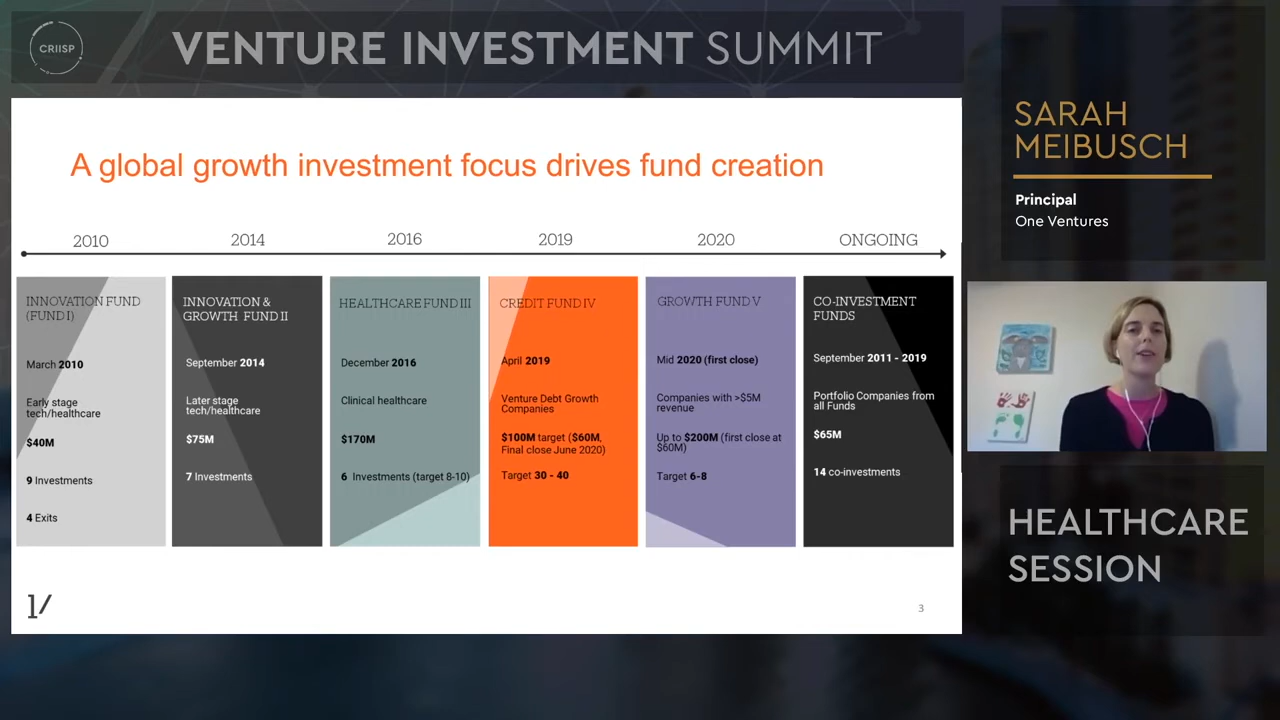 CRIISP
VENTURE INVESTMENT SUMMIT
A global growth investment focus drives fund creation
2010
2014
2016
2019
2020
ONGOING
INNOVATION FUND
(FUND I)
March 2010
Early stage
tech/healthcare
$40M
9 Investments
4 Exits
INNOVATION &
GROWTH FUND II
September 2014
Later stage
tech/healthcare
$75M
7 Investments
HEALTHCARE FUND III
December 2016
Clinical healthcare
$170M
6 Investments (target 8-10)
CREDIT FUND IV
April 2019
Venture Debt Growth
Companies
$100M target ($60M,
Final close June 2020)
Target 30 - 40
GROWTH FUND V
Mid 2020 (first close)
Companies with >$5M
revenue
Up to $200M (first close at
$60M)
Target 6-8
CO-INVESTMENT
FUNDS
September 2011 - 2019
Portfolio Companies from
all Funds
$65M
14 co-investments
1/
3
SARAH
MEIBUSCH
Principal
One Ventures
HEALTHCARE
SESSION